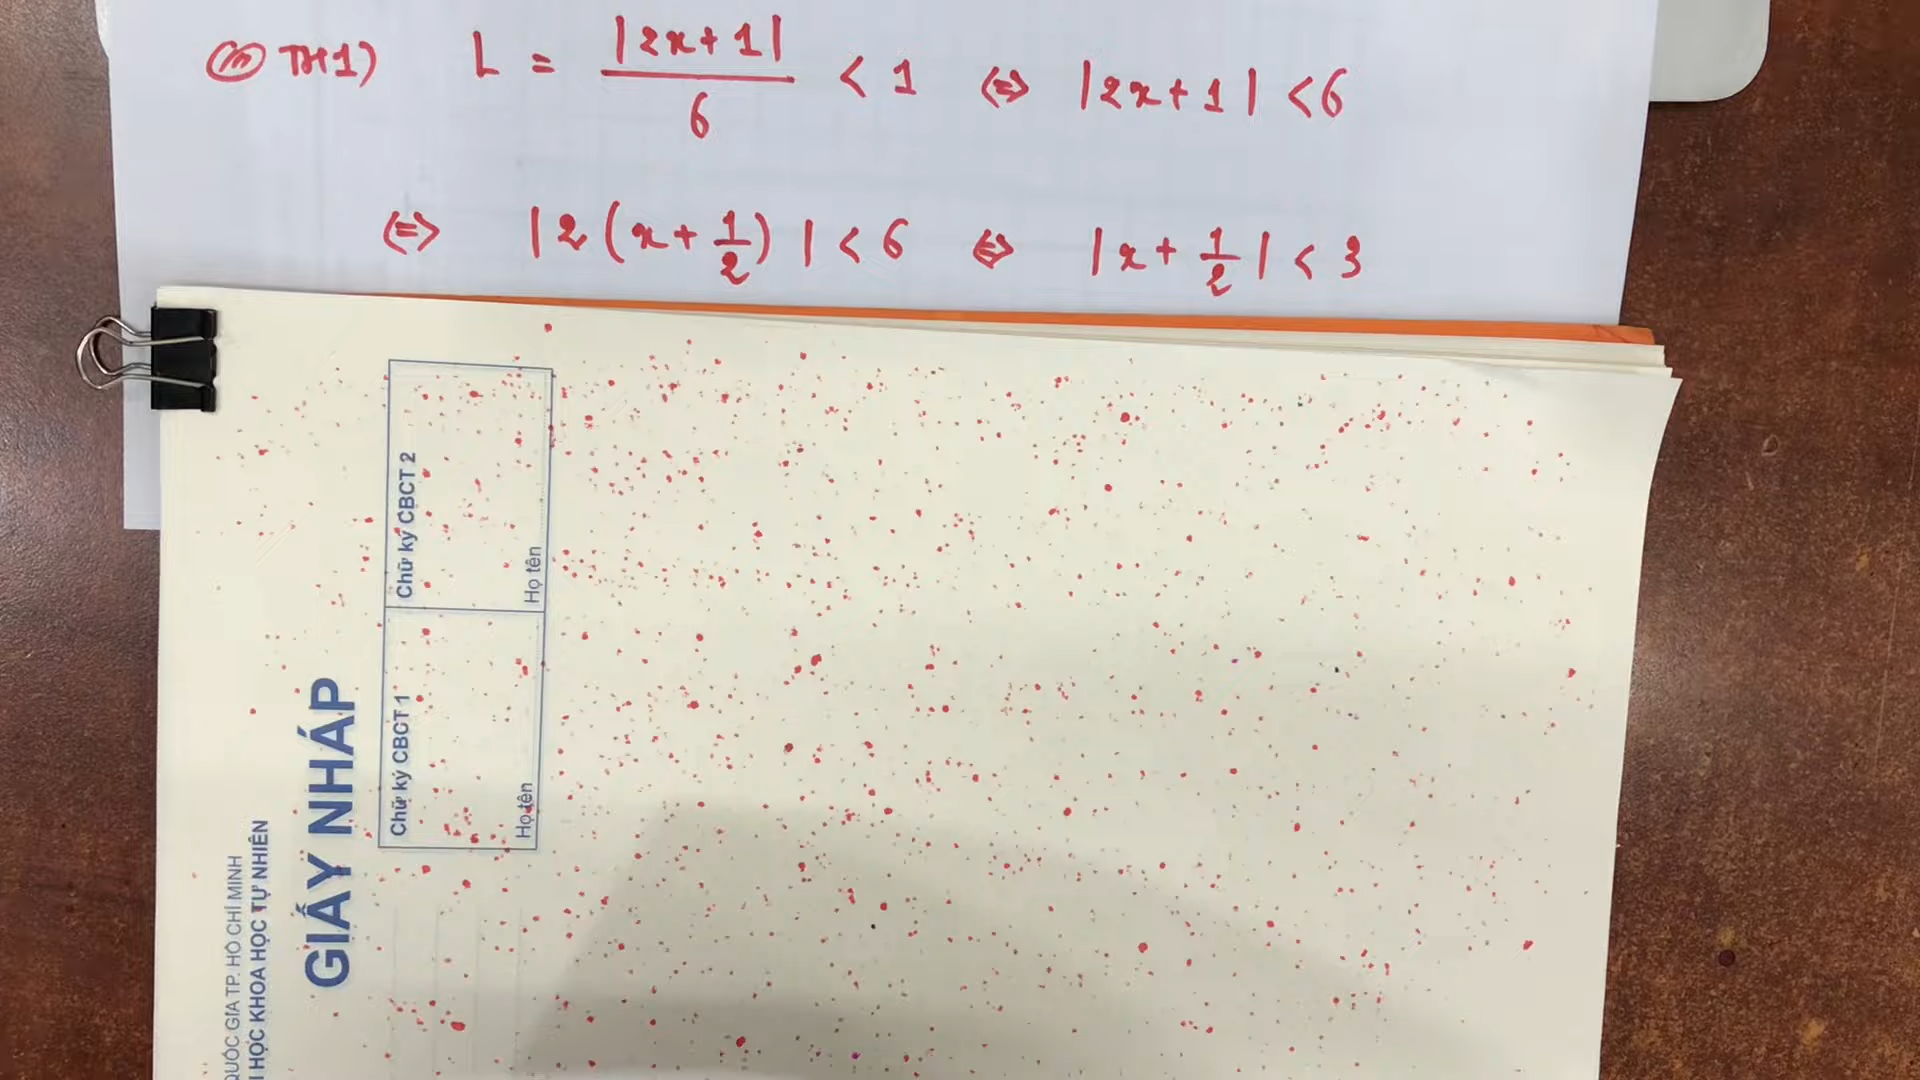 TH1) L = |2x+1| / 6 < 1 ⇔ |2x+1| < 6
⇔ |2(x+1/2)| < 6 ⇔ |x+1/2| < 3
QUỐC GIA TP. HỒ CHÍ MINH
HỌC KHOA HỌC TỰ NHIÊN
GIẤY NHÁP
Chữ ký CBCT 1
Họ tên
Chữ ký CBCT 2
Họ tên